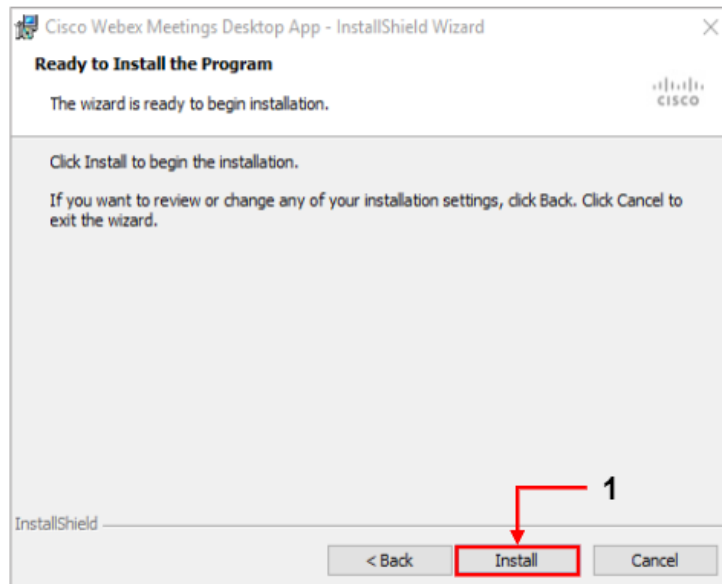 Cisco Webex Meetings Desktop App - InstallShield Wizard
Ready to Install the Program
The wizard is ready to begin installation.
CISCO
Click Install to begin the installation.
If you want to review or change any of your installation settings, click Back. Click Cancel to
exit the wizard.
1
InstallShield
< Back Install Cancel